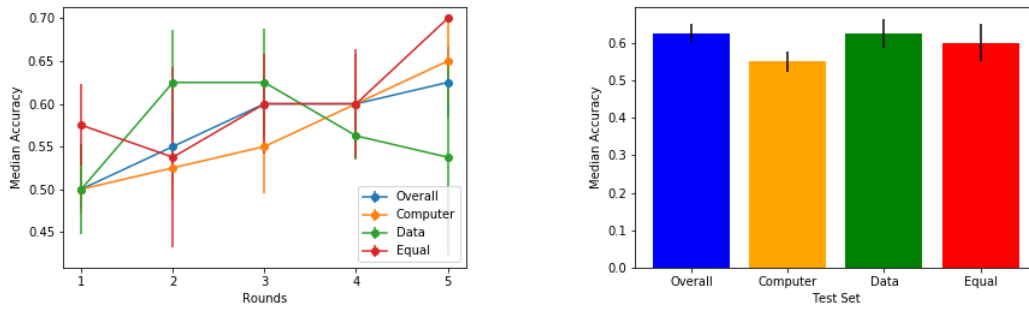 0.70
0.65
0.60
0.55
0.50
0.45
Median Accuracy
Overall
Computer
Data
Equal
1 2 3 4 5
Rounds
0.6
0.5
0.4
0.3
0.2
0.1
0.0
Median Accuracy
Overall Computer Data Equal
Test Set